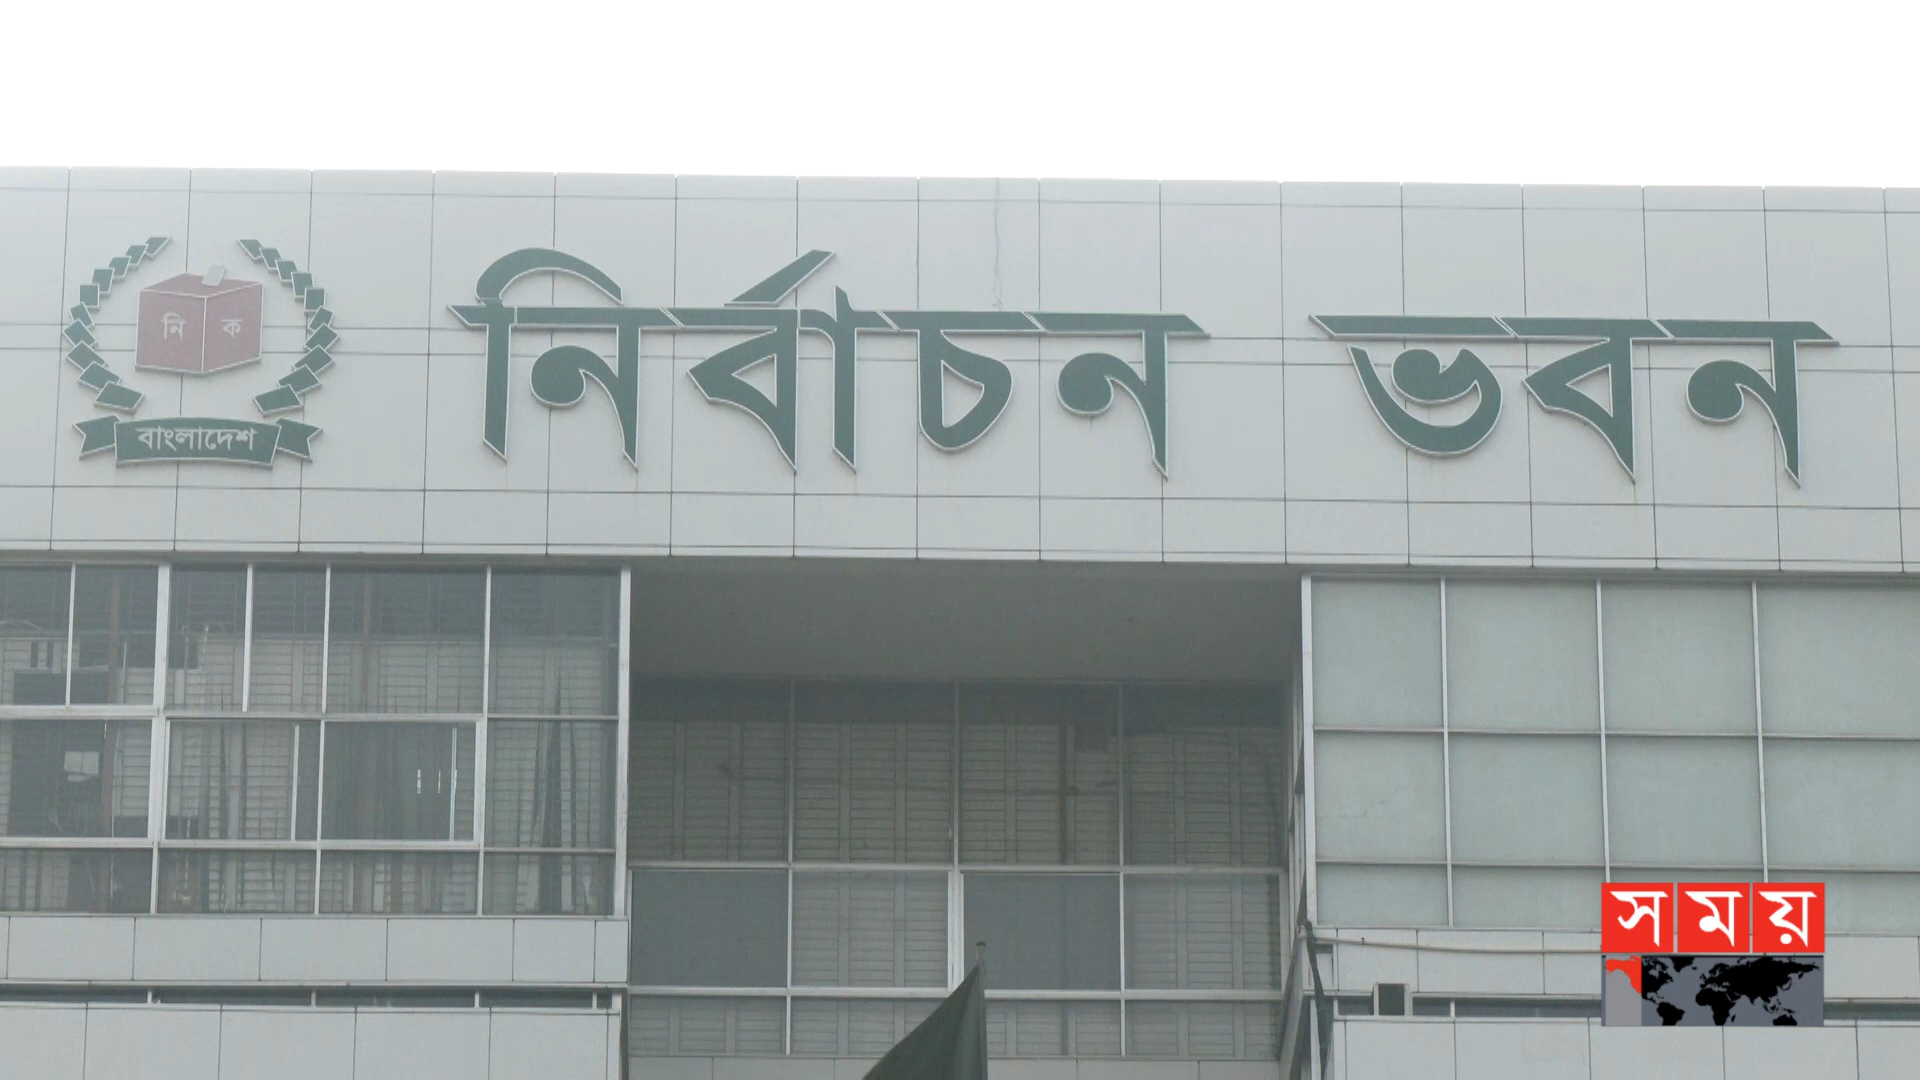 নির্বাচন ভবন
নি ক
বাংলাদেশ
সময়